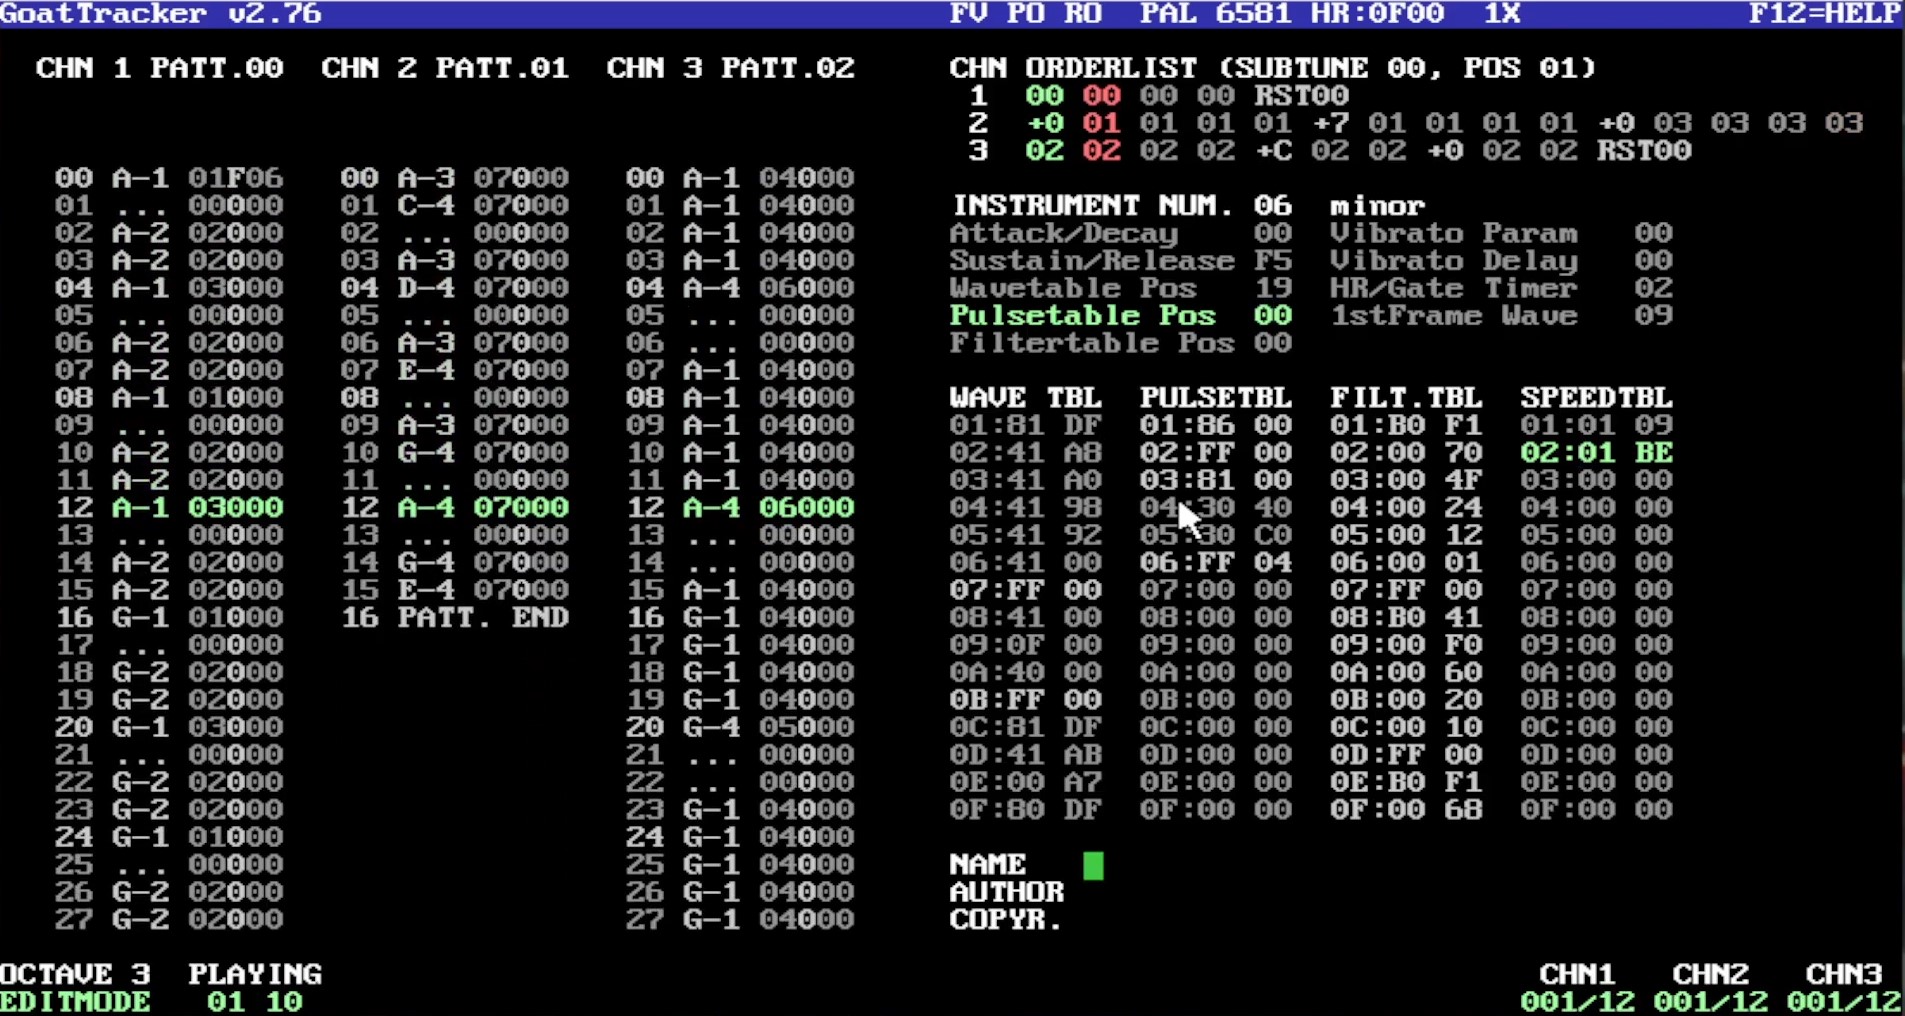 GoatTracker v2.76 FV PO RO PAL 6581 HR:0F00 1X F12=HELP
CHN 1 PATT.00 CHN 2 PATT.01 CHN 3 PATT.02 CHN ORDERLIST (SUBTUNE 00, POS 01)
1 00 00 00 00 RST00
2 +0 01 01 01 01 +7 01 01 01 01 +0 03 03 03 03
3 02 02 02 02 +C 02 02 +0 02 02 RST00
00 A-1 01F06 00 A-3 07000 00 A-1 04000
01 ... 00000 01 C-4 07000 01 A-1 04000 INSTRUMENT NUM. 06 minor
02 A-2 02000 02 ... 00000 02 A-1 04000 Attack/Decay 00 Vibrato Param 00
03 A-2 02000 03 A-3 07000 03 A-1 04000 Sustain/Release F5 Vibrato Delay 00
04 A-1 03000 04 D-4 07000 04 A-4 06000 Wavetable Pos 19 HR/Gate Timer 02
05 ... 00000 05 ... 00000 05 ... 00000 Pulsetable Pos 00 1stFrame Wave 09
06 A-2 02000 06 A-3 07000 06 ... 00000 Filtertable Pos 00
07 A-2 02000 07 E-4 07000 07 A-1 04000
08 A-1 01000 08 ... 00000 08 A-1 04000 WAVE TBL PULSETBL FILT.TBL SPEEDTBL
09 ... 00000 09 A-3 07000 09 A-1 04000 01:81 DF 01:86 00 01:B0 F1 01:01 09
10 A-2 02000 10 G-4 07000 10 A-1 04000 02:41 A8 02:FF 00 02:00 70 02:01 BE
11 A-2 02000 11 ... 00000 11 A-1 04000 03:41 A0 03:81 00 03:00 4F 03:00 00
12 A-1 03000 12 A-4 07000 12 A-4 06000 04:41 98 04:30 40 04:00 24 04:00 00
13 ... 00000 13 ... 00000 13 ... 00000 05:41 92 05:30 C0 05:00 12 05:00 00
14 A-2 02000 14 G-4 07000 14 ... 00000 06:41 00 06:FF 04 06:00 01 06:00 00
15 A-2 02000 15 E-4 07000 15 A-1 04000 07:FF 00 07:00 00 07:FF 00 07:00 00
16 G-1 01000 16 PATT. END 16 G-1 04000 08:41 00 08:00 00 08:B0 41 08:00 00
17 ... 00000 17 G-1 04000 09:0F 00 09:00 00 09:00 F0 09:00 00
18 G-2 02000 18 G-1 04000 0A:40 00 0A:00 00 0A:00 60 0A:00 00
19 G-2 02000 19 G-1 04000 0B:FF 00 0B:00 00 0B:00 20 0B:00 00
20 G-1 03000 20 G-4 05000 0C:81 DF 0C:00 00 0C:00 10 0C:00 00
21 ... 00000 21 ... 00000 0D:41 AB 0D:00 00 0D:FF 00 0D:00 00
22 G-2 02000 22 ... 00000 0E:00 A7 0E:00 00 0E:B0 F1 0E:00 00
23 G-2 02000 23 G-1 04000 0F:80 DF 0F:00 00 0F:00 68 0F:00 00
24 G-1 01000 24 G-1 04000
25 ... 00000 25 G-1 04000 NAME
26 G-2 02000 26 G-1 04000 AUTHOR
27 G-2 02000 27 G-1 04000 COPYR.
OCTAVE 3 PLAYING CHN1 CHN2 CHN3
EDITMODE 01 10 001/12 001/12 001/12